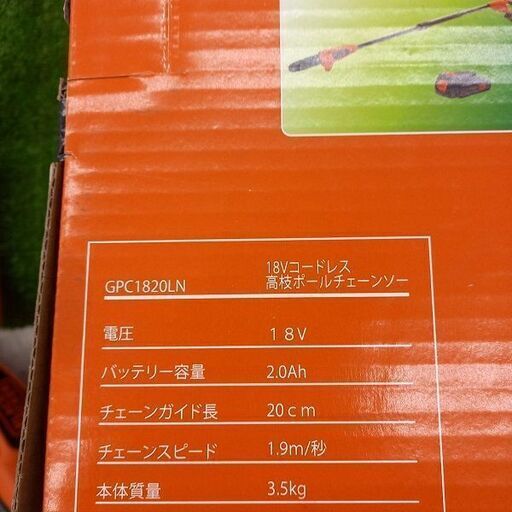 GPC1820LN
18Vコードレス
高枝ポールチェーンソー
電圧 18V
バッテリー容量 2.0Ah
チェーンガイド長 20cm
チェーンスピード 1.9m/秒
本体質量 3.5kg